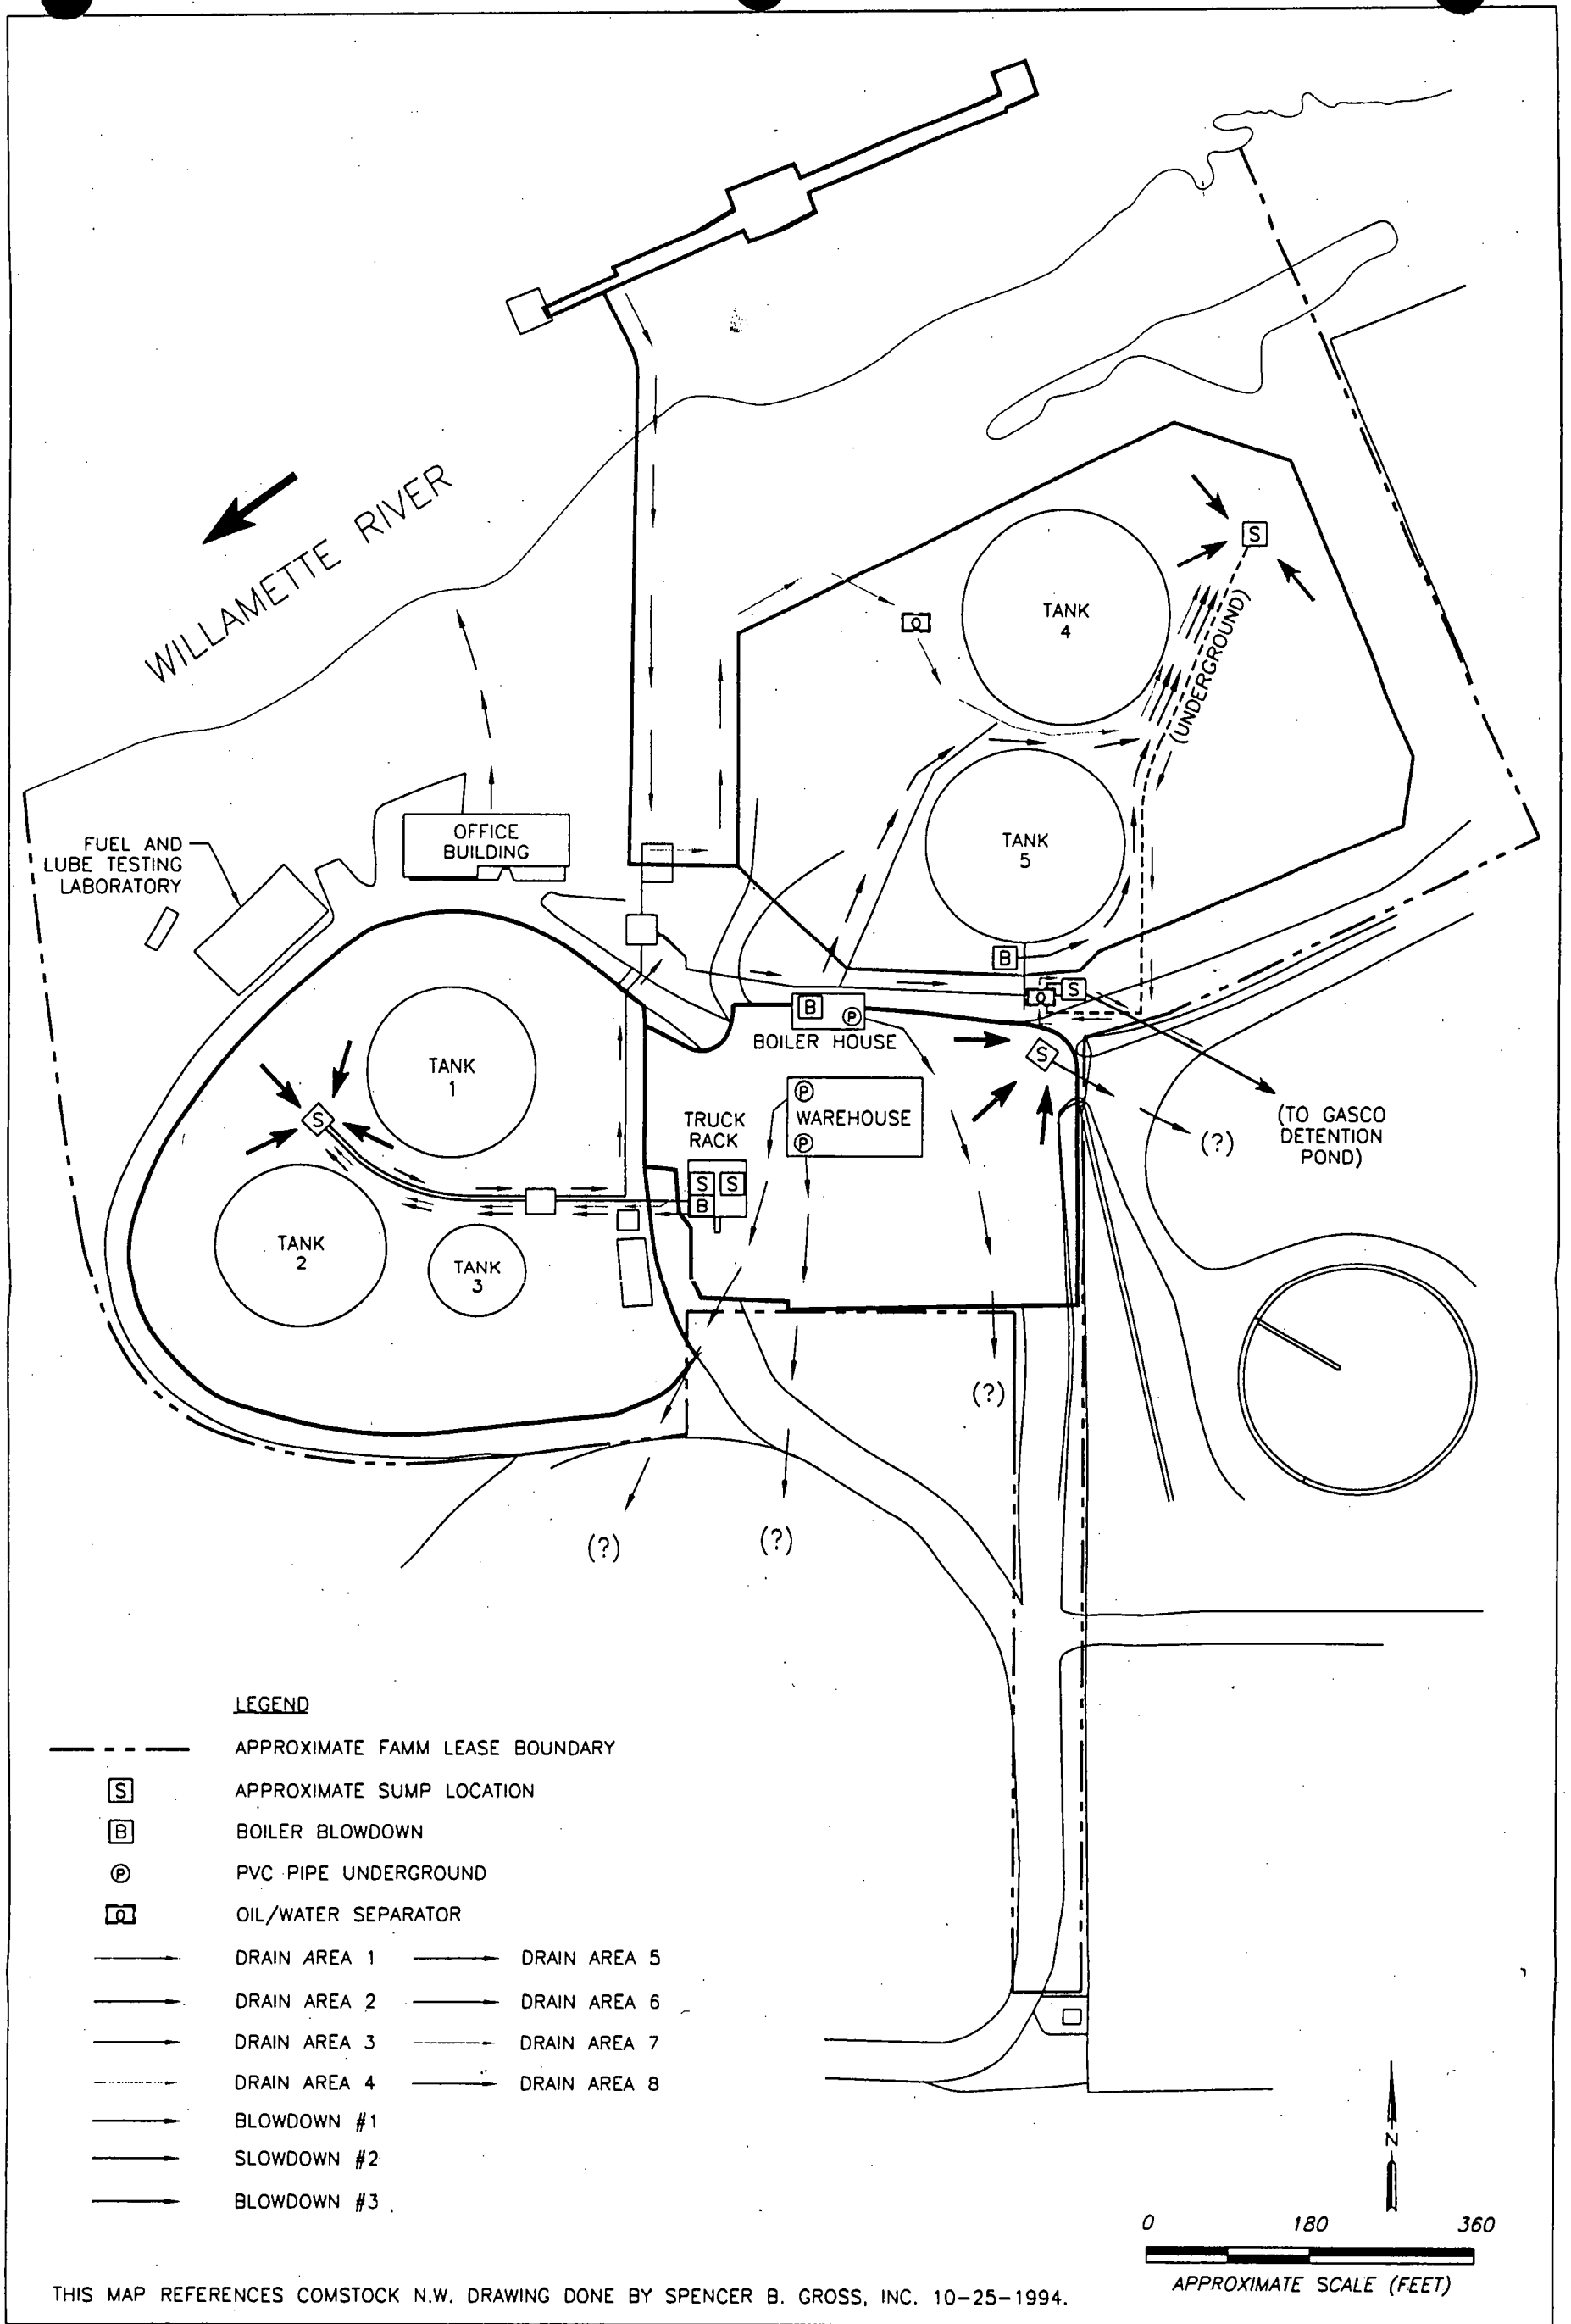 WILLAMETTE RIVER
S
TANK
4
(UNDERGROUND)
FUEL AND
LUBE TESTING
LABORATORY
OFFICE
BUILDING
TANK
5
B
S
B
P
BOILER HOUSE
S
TANK
1
S
P
WAREHOUSE
P
TRUCK
RACK
S S
B
(TO GASCO
DETENTION
POND)
(?)
TANK
2
TANK
3
(?)
(?)
(?)
LEGEND
APPROXIMATE FAMM LEASE BOUNDARY
S APPROXIMATE SUMP LOCATION
B BOILER BLOWDOWN
P PVC PIPE UNDERGROUND
OIL/WATER SEPARATOR
DRAIN AREA 1 DRAIN AREA 5
DRAIN AREA 2 DRAIN AREA 6
DRAIN AREA 3 DRAIN AREA 7
DRAIN AREA 4 DRAIN AREA 8
BLOWDOWN #1
SLOWDOWN #2
BLOWDOWN #3
N
0 180 360
APPROXIMATE SCALE (FEET)
THIS MAP REFERENCES COMSTOCK N.W. DRAWING DONE BY SPENCER B. GROSS, INC. 10-25-1994.